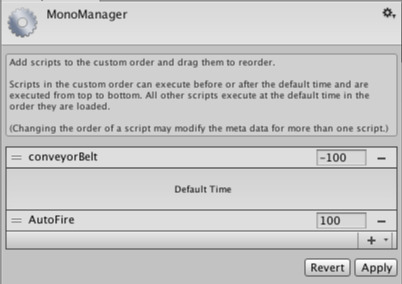 MonoManager
Add scripts to the custom order and drag them to reorder.
Scripts in the custom order can execute before or after the default time and are
executed from top to bottom. All other scripts execute at the default time in the
order they are loaded.
(Changing the order of a script may modify the meta data for more than one script.)
conveyorBelt -100
Default Time
AutoFire 100
Revert Apply